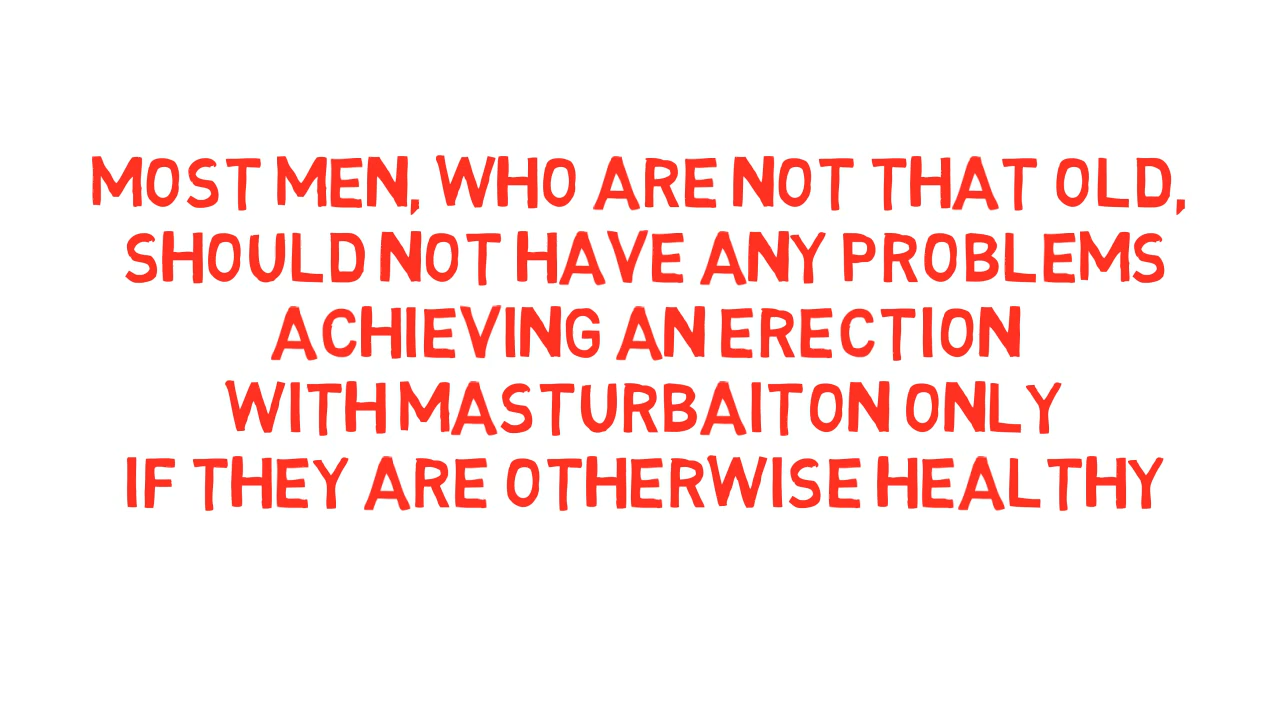 MOST MEN, WHO ARE NOT THAT OLD,
SHOULD NOT HAVE ANY PROBLEMS
ACHIEVING AN ERECTION
WITH MASTURBAITON ONLY
IF THEY ARE OTHERWISE HEALTHY